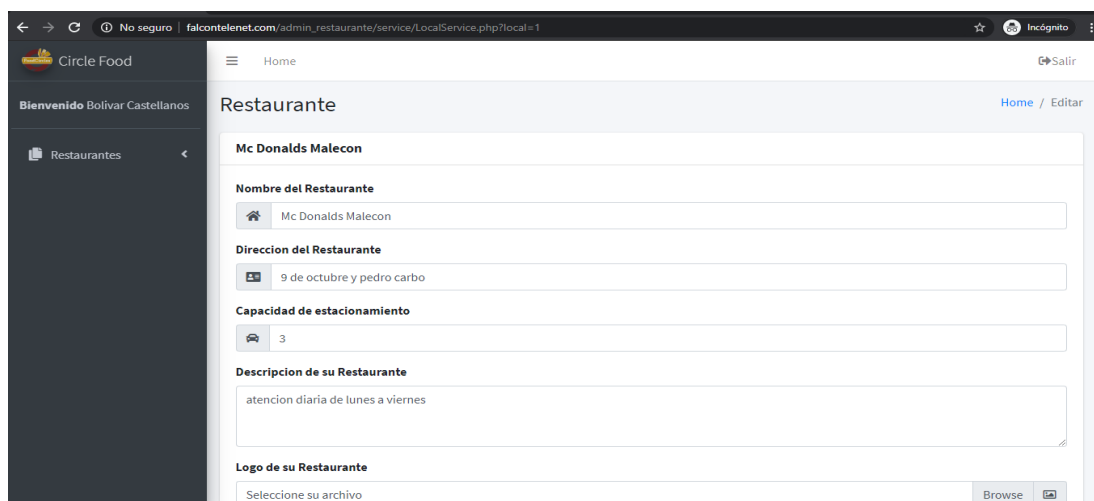 No seguro | falcontelenet.com/admin_restaurante/service/LocalService.php?local=1
Incógnito
Circle Food
Home
Salir
Bienvenido Bolivar Castellanos
Restaurante
Home / Editar
Restaurantes
Mc Donalds Malecon
Nombre del Restaurante
Mc Donalds Malecon
Direccion del Restaurante
9 de octubre y pedro carbo
Capacidad de estacionamiento
3
Descripcion de su Restaurante
atencion diaria de lunes a viernes
Logo de su Restaurante
Seleccione su archivo
Browse